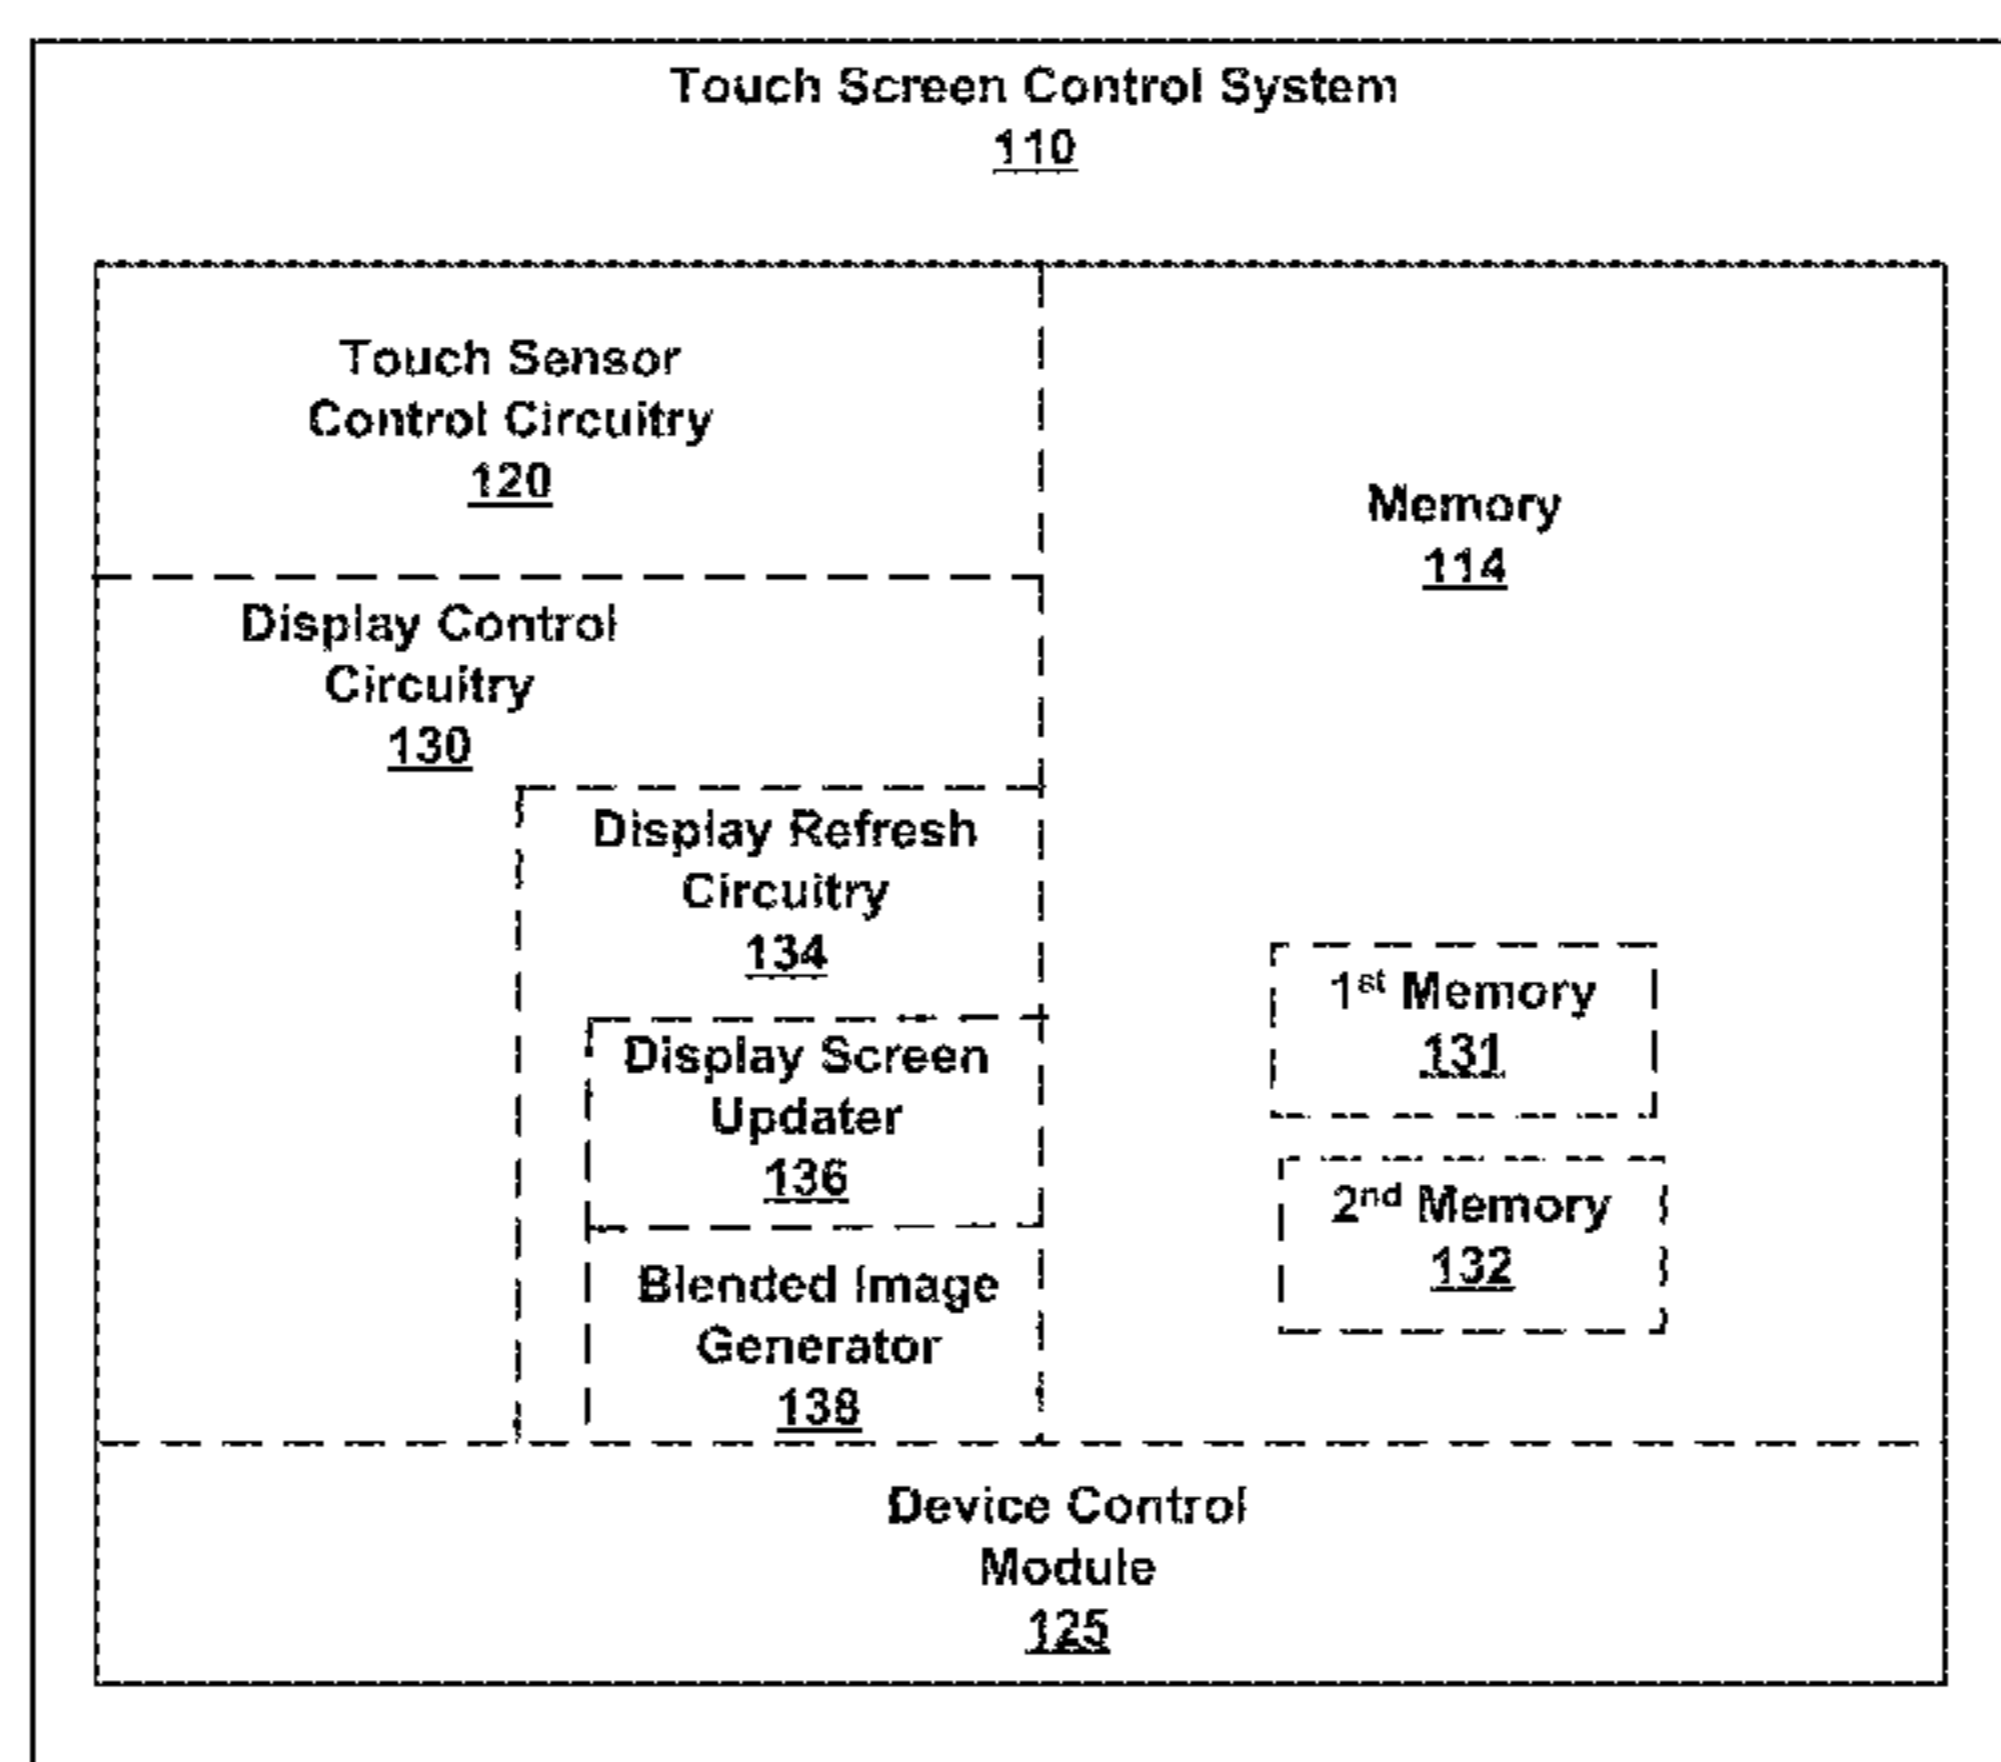 Touch Screen Control System
110
Touch Sensor
Control Circuitry
120
Memory
114
Display Control
Circuitry
130
Display Refresh
Circuitry
134
Display Screen
Updater
136
Blended Image
Generator
138
1st Memory
131
2nd Memory
132
Device Control
Module
125